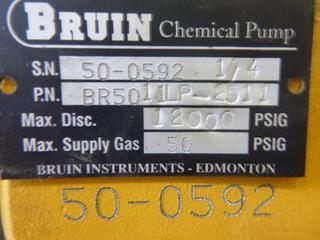 BRUIN Chemical Pump
S.N. 50-0592 1/4
P.N. BR5011LP-2511
Max. Disc. 12000 PSIG
Max. Supply Gas 50 PSIG
BRUIN INSTRUMENTS - EDMONTON
50-0592